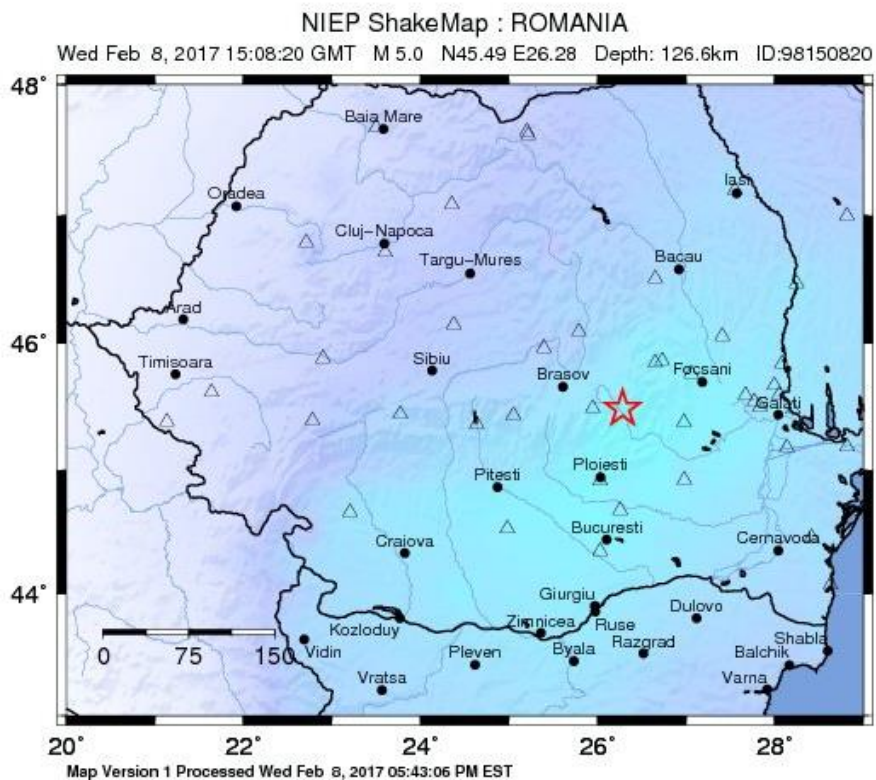 NIEP ShakeMap : ROMANIA
Wed Feb 8, 2017 15:08:20 GMT M 5.0 N45.49 E26.28 Depth: 126.6km ID:98150820
48°
Baia Mare
Iasi
Oradea
Cluj-Napoca
Targu-Mures
Bacau
Arad
46°
Timisoara
Sibiu
Brasov
Focsani
Galati
Ploiesti
Pitesti
Bucuresti
Craiova
Cernavoda
44°
Giurgiu
Zimnicea
Dulovo
Kozloduy
Ruse
0 75 150
Vidin
Pleven
Byala
Razgrad
Shabla
Balchik
Vratsa
Varna
20° 22° 24° 26° 28°
Map Version 1 Processed Wed Feb 8, 2017 05:43:06 PM EST